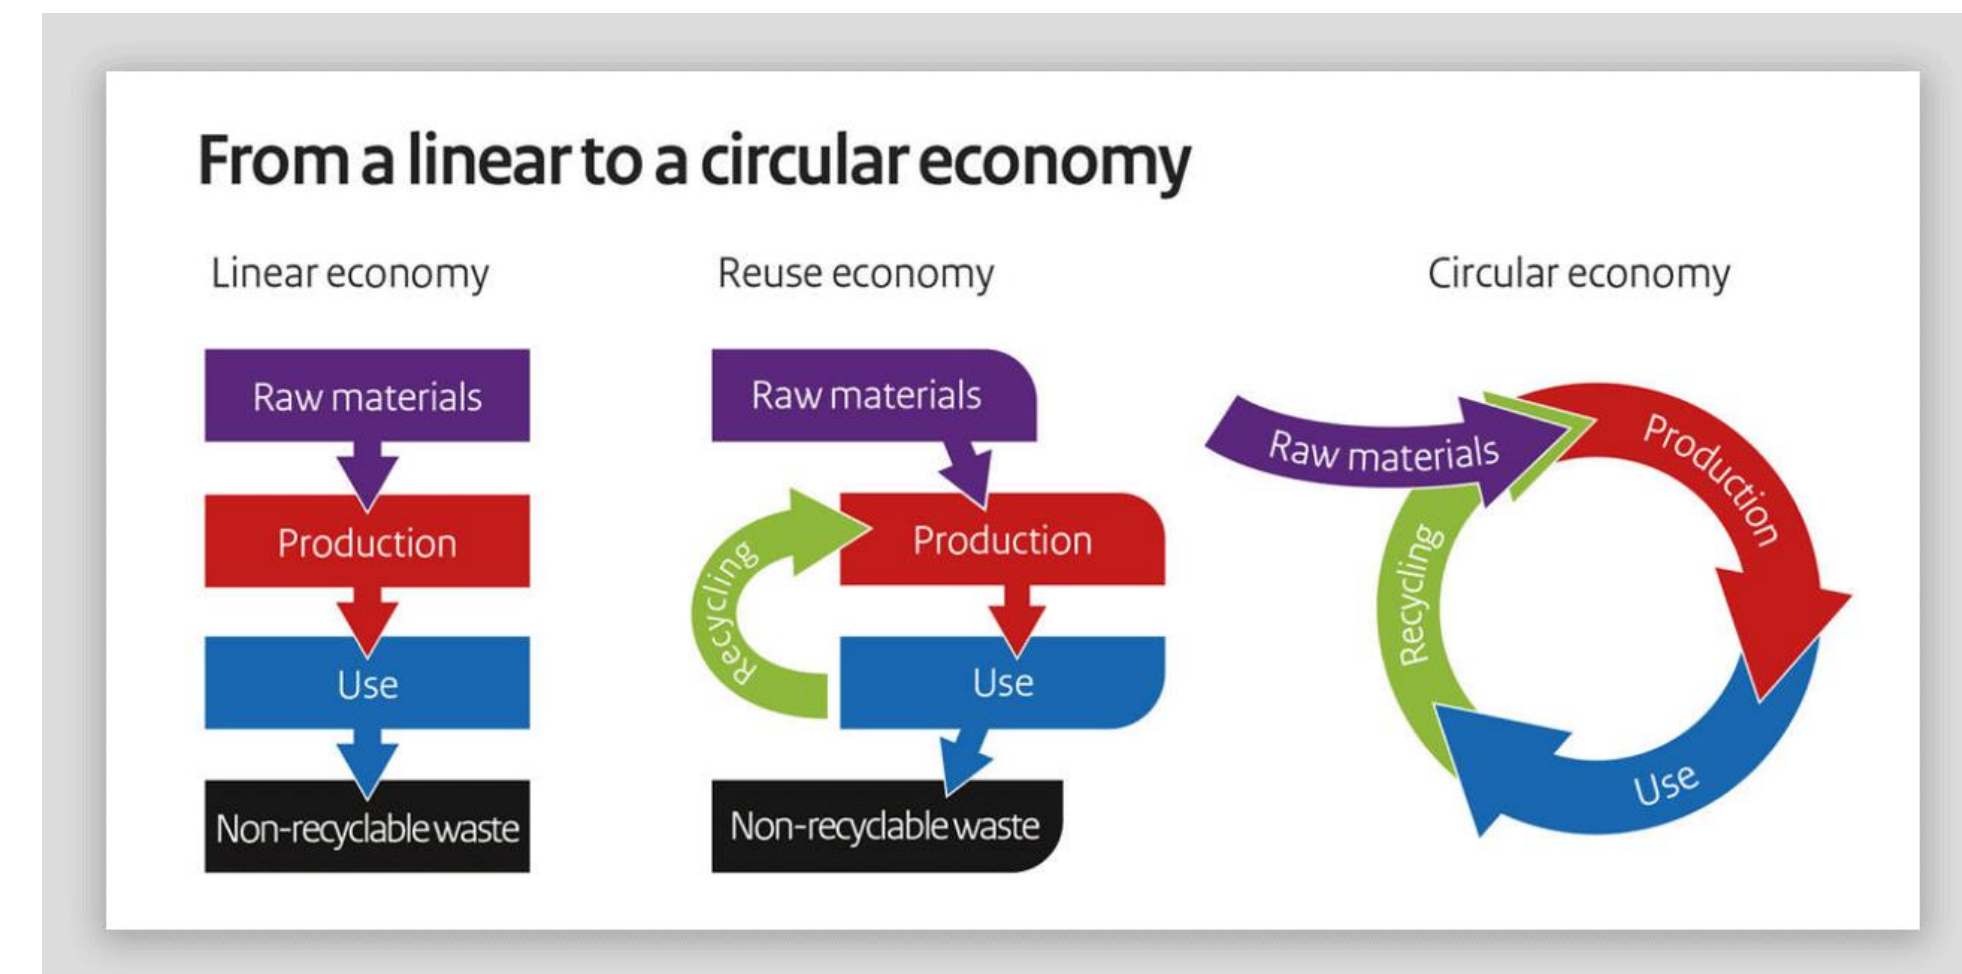 From a linear to a circular economy
Linear economy
Raw materials
Production
Use
Non-recyclable waste
Reuse economy
Raw materials
Production
Recycling
Use
Non-recyclable waste
Circular economy
Raw materials
Production
Use
Recycling